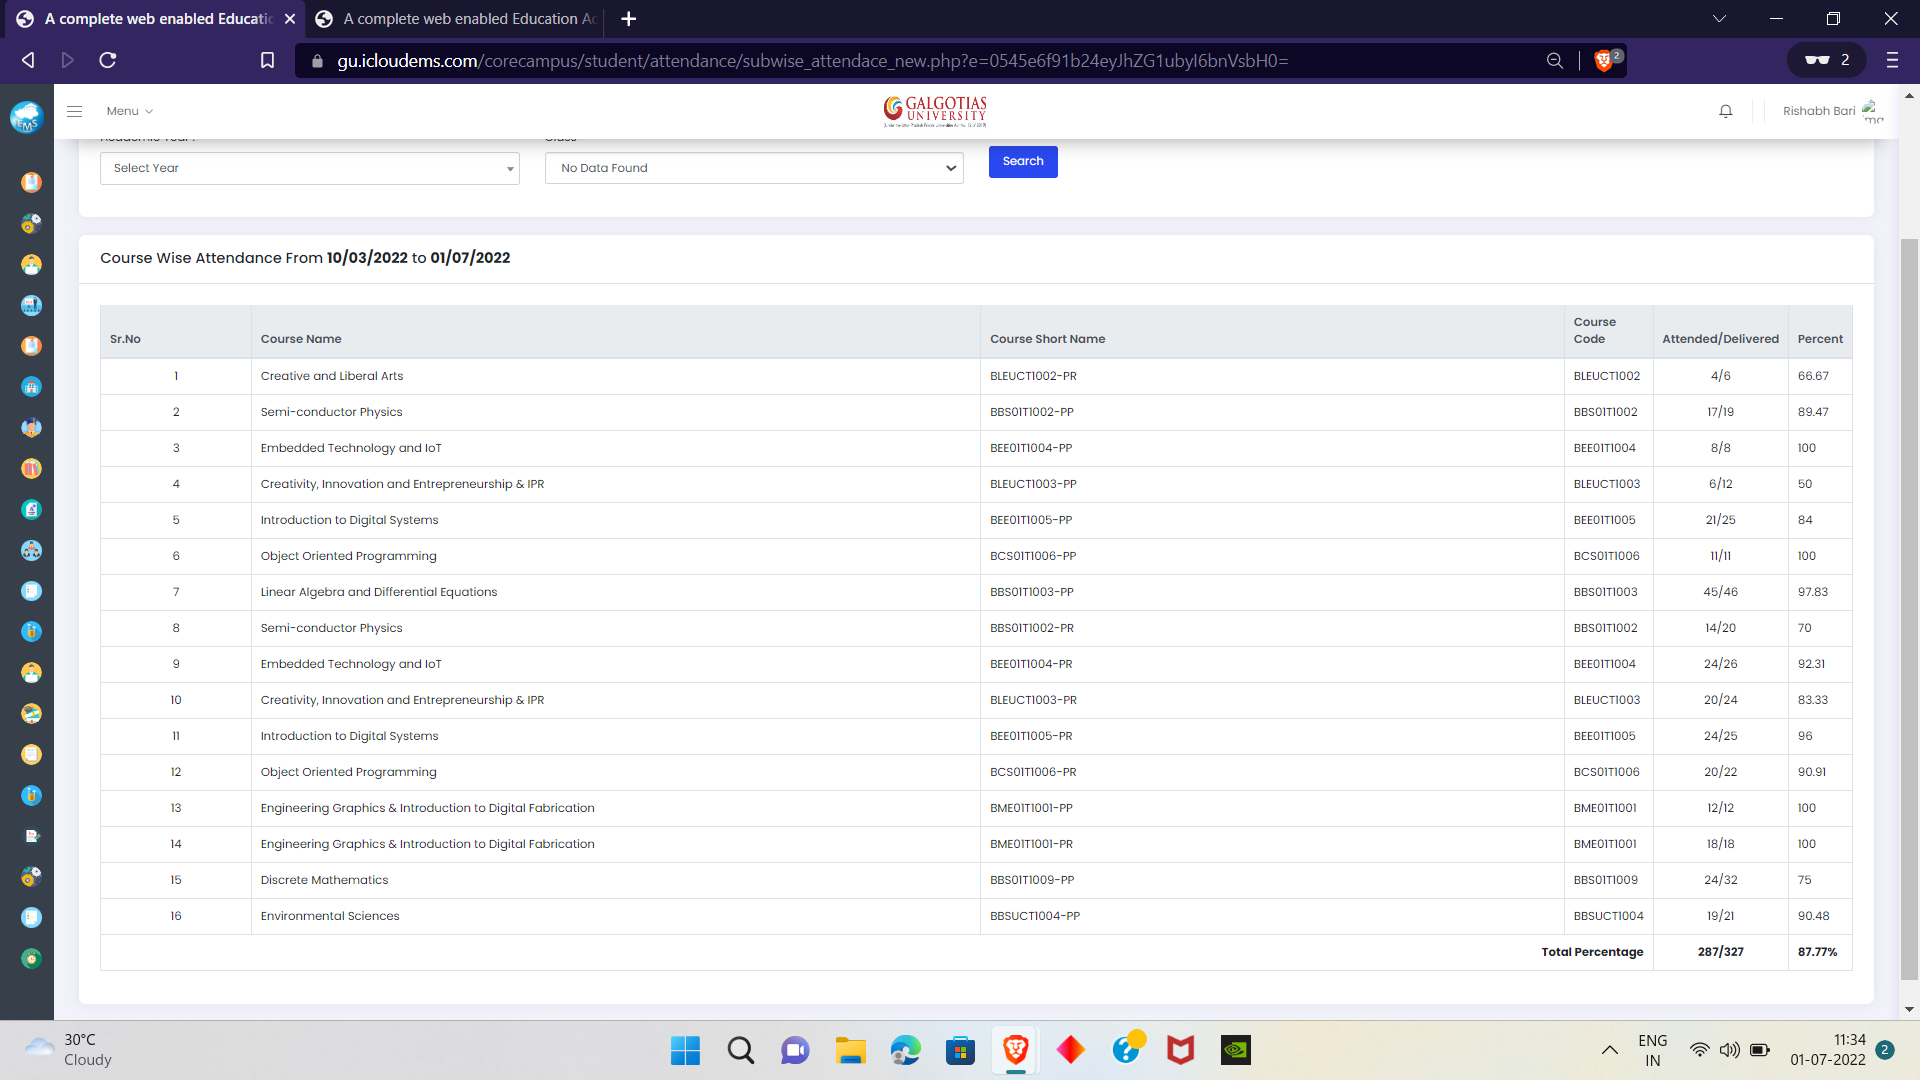 A complete web enabled Educatic
A complete web enabled Education Ac
gu.icloudems.com/corecampus/student/attendance/subwise_attendace_new.php?e=0545e6f91b24eyJhZG1ubyI6bnVsbH0=
2
2
EMS
Menu
GALGOTIAS
UNIVERSITY
Rishabh Bari
Select Year
No Data Found
Search
Course Wise Attendance From 10/03/2022 to 01/07/2022
Sr.No Course Name Course Short Name Course Code Attended/Delivered Percent
1 Creative and Liberal Arts BLEUCT1002-PR BLEUCT1002 4/6 66.67
2 Semi-conductor Physics BBS01T1002-PP BBS01T1002 17/19 89.47
3 Embedded Technology and IoT BEE01T1004-PP BEE01T1004 8/8 100
4 Creativity, Innovation and Entrepreneurship & IPR BLEUCT1003-PP BLEUCT1003 6/12 50
5 Introduction to Digital Systems BEE01T1005-PP BEE01T1005 21/25 84
6 Object Oriented Programming BCS01T1006-PP BCS01T1006 11/11 100
7 Linear Algebra and Differential Equations BBS01T1003-PP BBS01T1003 45/46 97.83
8 Semi-conductor Physics BBS01T1002-PR BBS01T1002 14/20 70
9 Embedded Technology and IoT BEE01T1004-PR BEE01T1004 24/26 92.31
10 Creativity, Innovation and Entrepreneurship & IPR BLEUCT1003-PR BLEUCT1003 20/24 83.33
11 Introduction to Digital Systems BEE01T1005-PR BEE01T1005 24/25 96
12 Object Oriented Programming BCS01T1006-PR BCS01T1006 20/22 90.91
13 Engineering Graphics & Introduction to Digital Fabrication BME01T1001-PP BME01T1001 12/12 100
14 Engineering Graphics & Introduction to Digital Fabrication BME01T1001-PR BME01T1001 18/18 100
15 Discrete Mathematics BBS01T1009-PP BBS01T1009 24/32 75
16 Environmental Sciences BBSUCT1004-PP BBSUCT1004 19/21 90.48
Total Percentage 287/327 87.77%
30°C
Cloudy
ENG
IN
11:34
01-07-2022
2